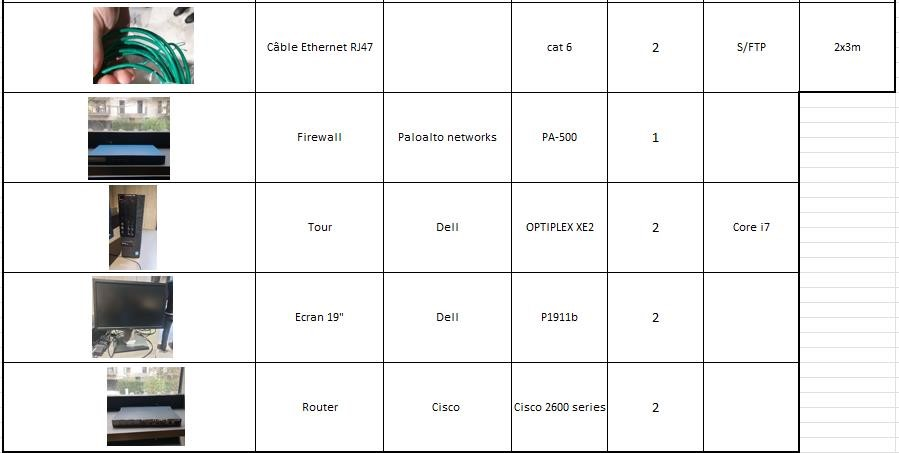 Câble Ethernet RJ47 cat 6 2 S/FTP 2x3m
Firewall Paloalto networks PA-500 1
Tour Dell OPTIPLEX XE2 2 Core i7
Ecran 19" Dell P1911b 2
Router Cisco Cisco 2600 series 2